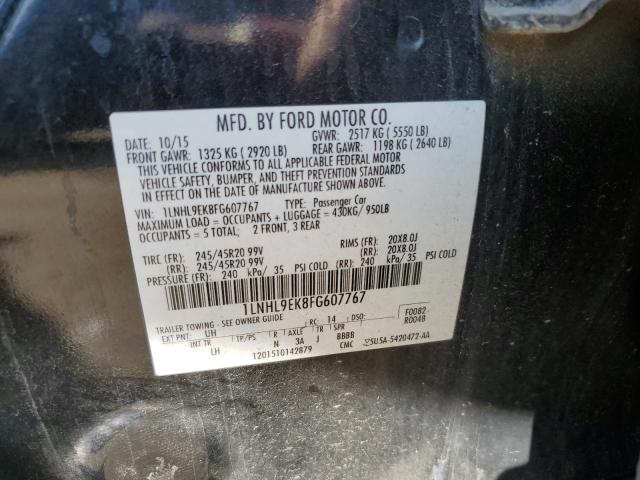 MFD. BY FORD MOTOR CO.
DATE: 10/15 GVWR: 2517 KG ( 5550 LB)
FRONT GAWR: 1325 KG ( 2920 LB) REAR GAWR: 1198 KG ( 2640 LB)
THIS VEHICLE CONFORMS TO ALL APPLICABLE FEDERAL MOTOR
VEHICLE SAFETY, BUMPER, AND THEFT PREVENTION STANDARDS
IN EFFECT ON THE DATE OF MANUFACTURE SHOWN ABOVE.
VIN: 1LNHL9EK8FG607767 TYPE: Passenger Car
MAXIMUM LOAD = OCCUPANTS + LUGGAGE = 430KG/ 950LB
OCCUPANTS = 5 TOTAL; 2 FRONT, 3 REAR
TIRE (FR): 245/45R20 99V RIMS (FR): 20X8.0J
(RR): 245/45R20 99V (RR): 20X8.0J
PRESSURE (FR): 240 kPa/ 35 PSI COLD (RR): 240 kPa/ 35 PSI COLD
1LNHL9EK8FG607767
TRAILER TOWING - SEE OWNER GUIDE RC: 14 DSO: F0082
EXT PNT: UH R0048
TP/PS R AXLE TR SPR
LH N 3A J BBBB
1201510142879 CMC 5U5A-5420472-AA